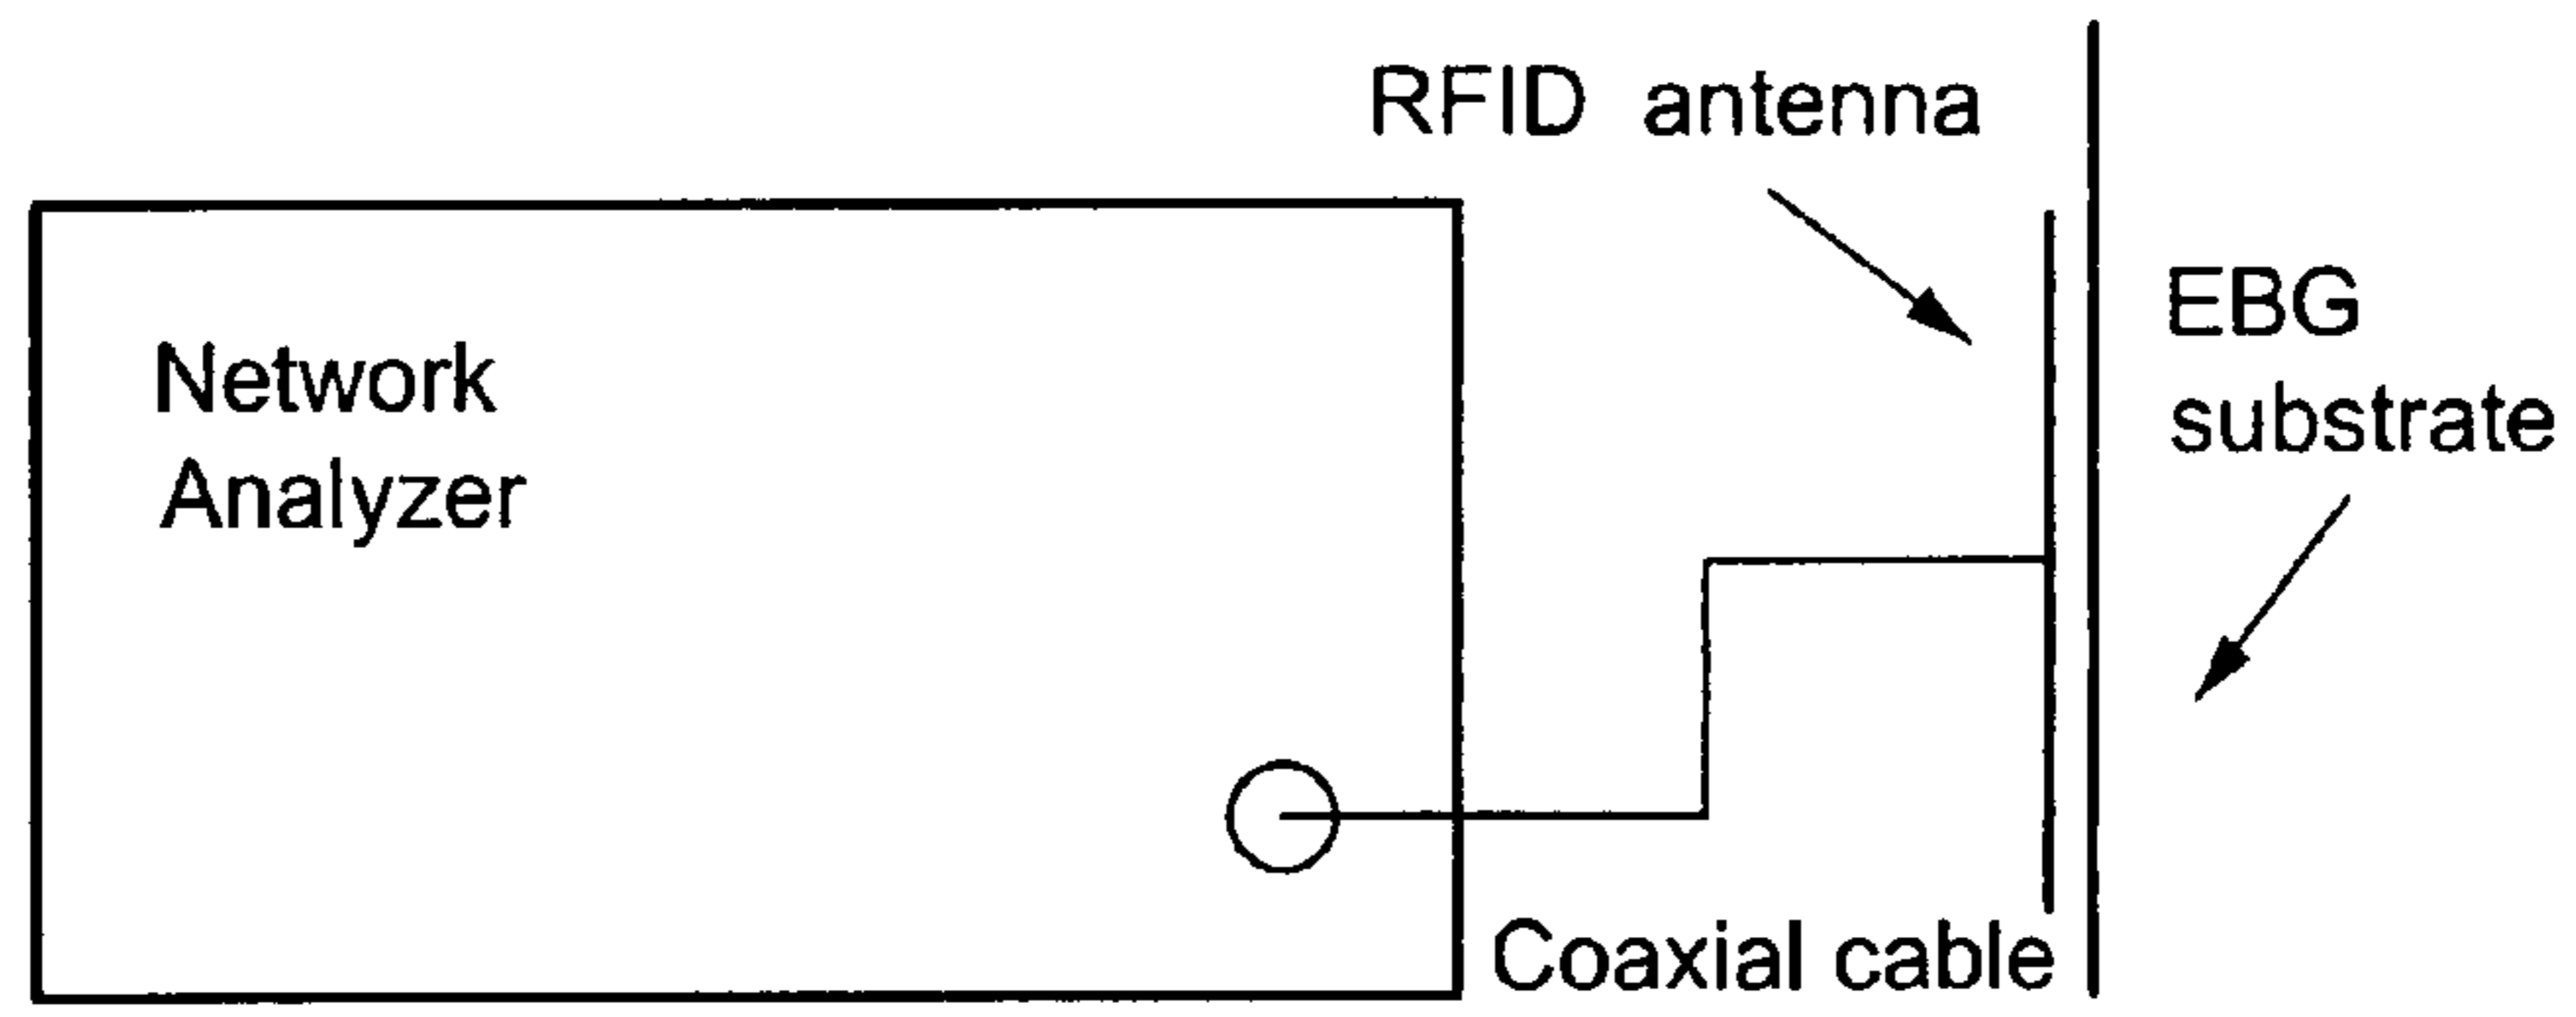 RFID antenna
EBG
substrate
Network
Analyzer
Coaxial cable